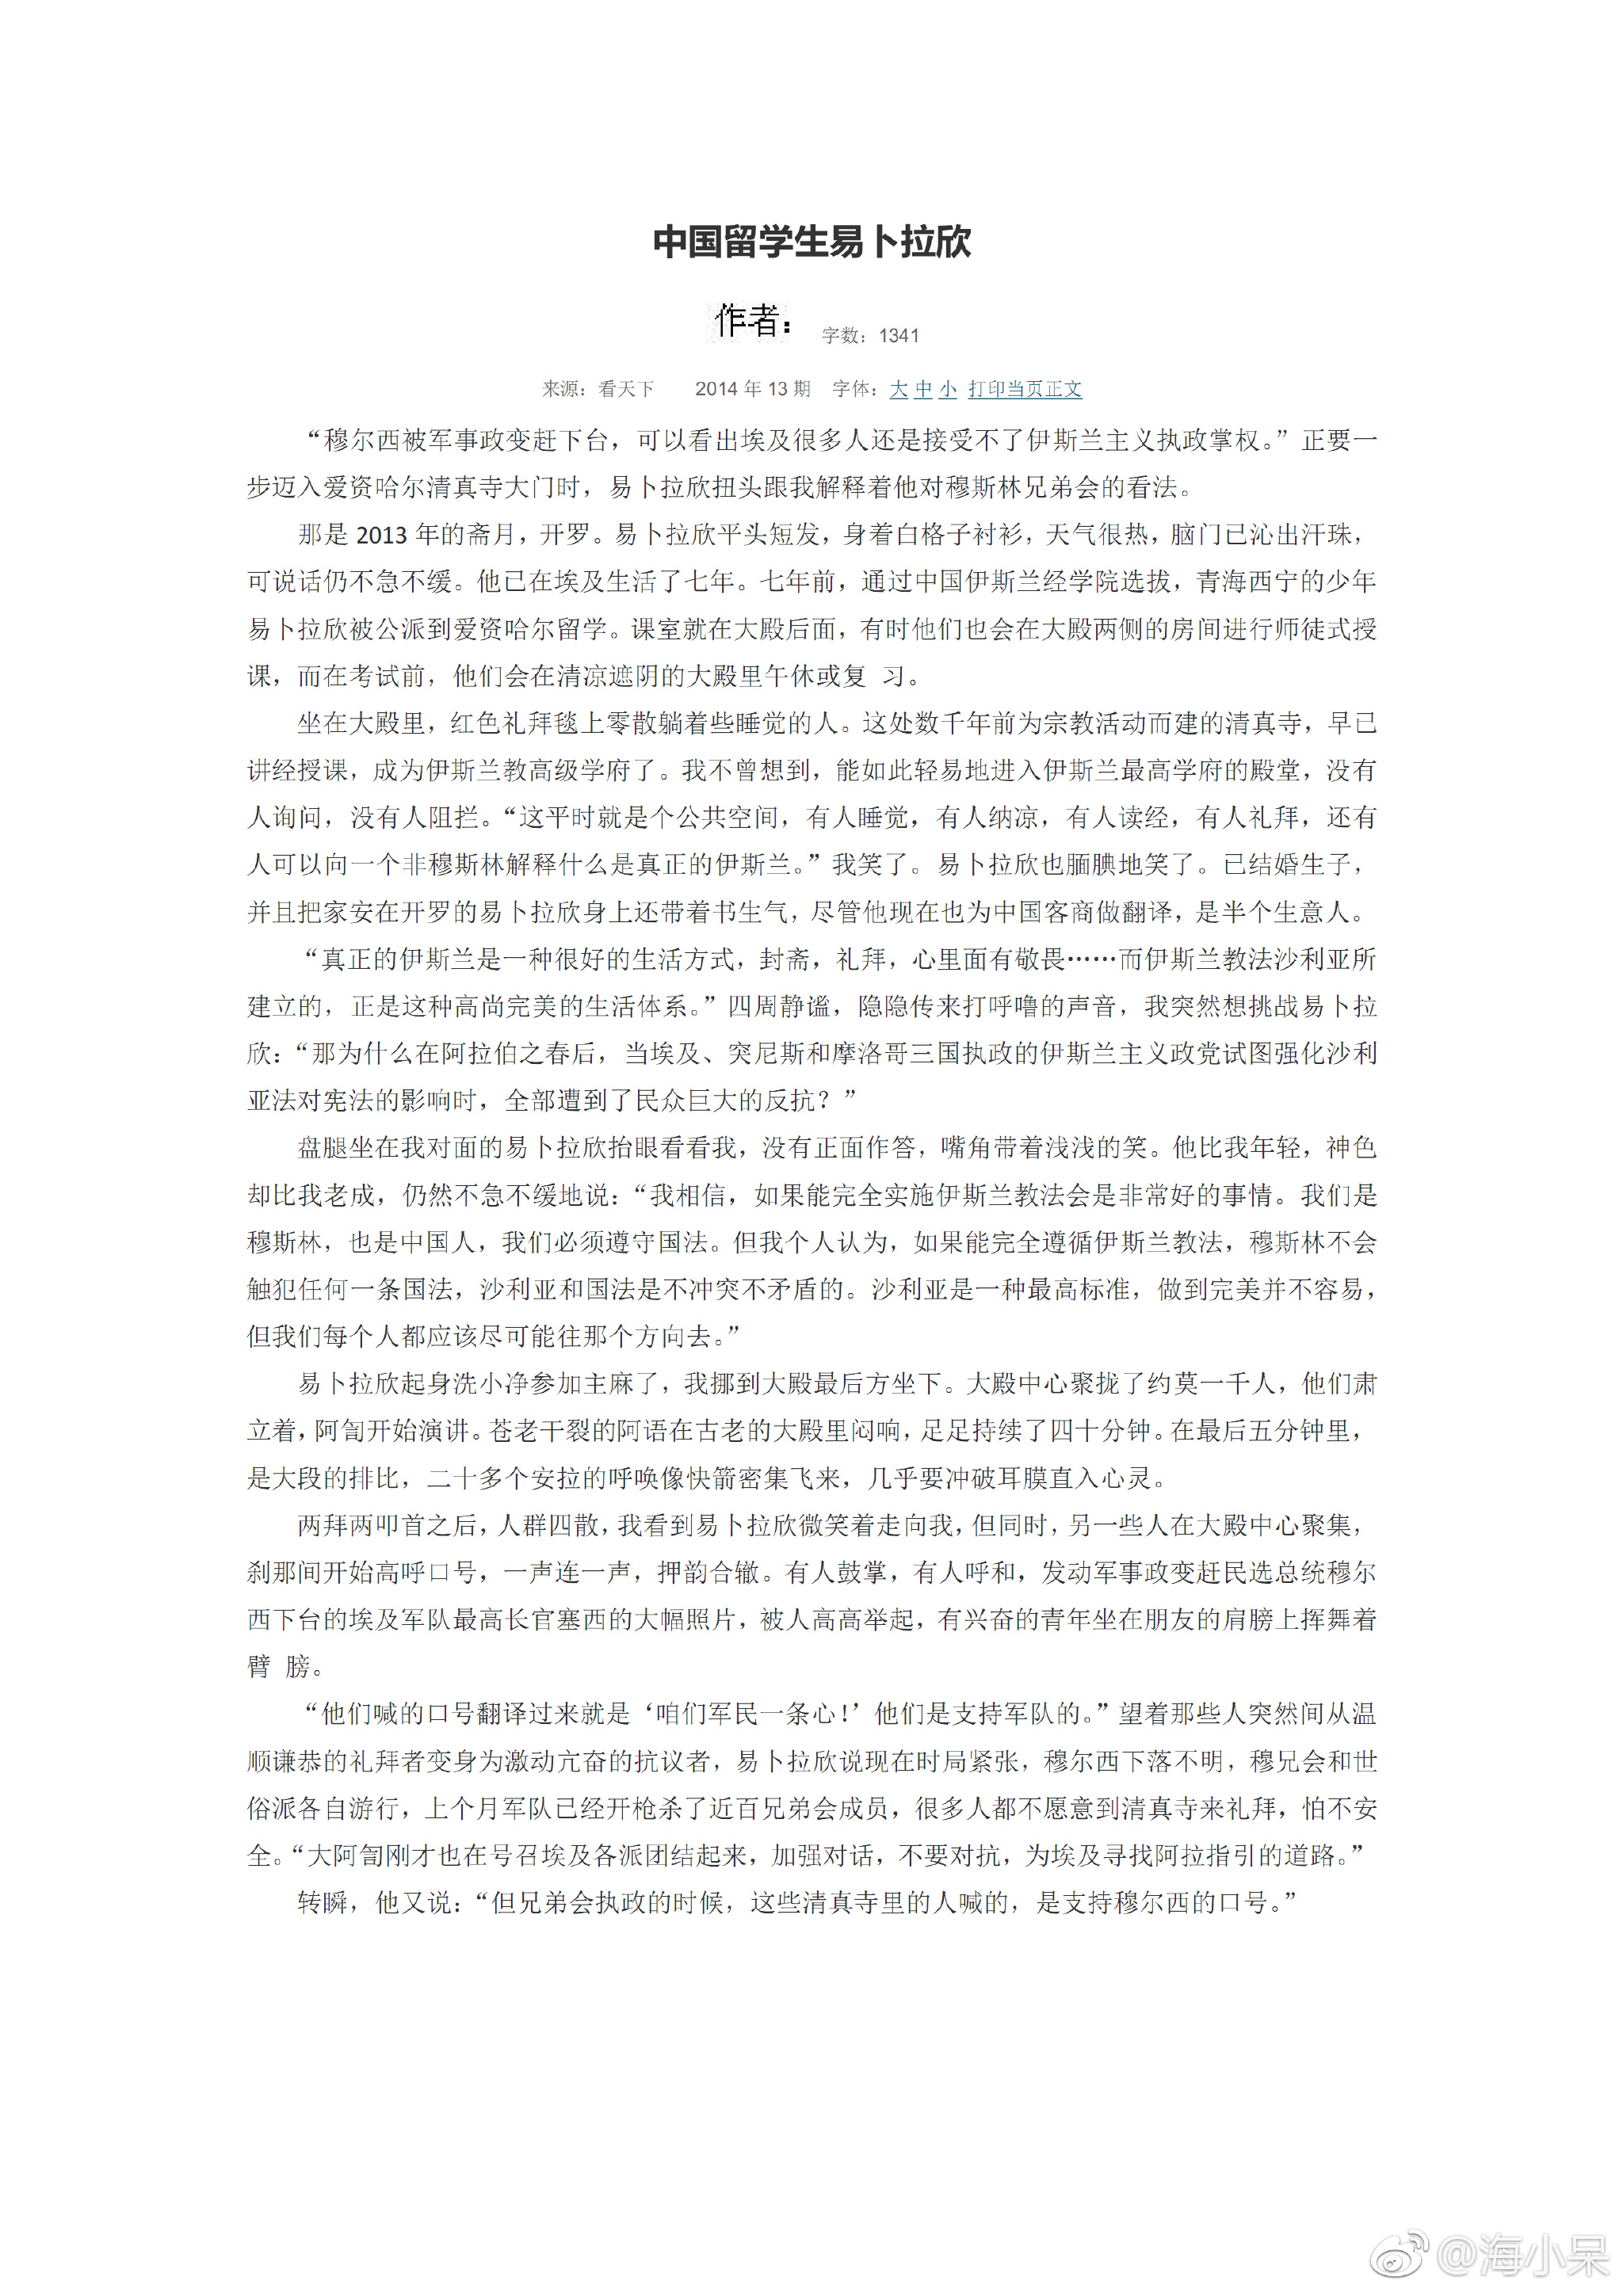 中国留学生易卜拉欣
作者： 字数：1341
来源：看天下 2014 年 13 期 字体：大 中 小 打印当页正文
“穆尔西被军事政变赶下台，可以看出埃及很多人还是接受不了伊斯兰主义执政掌权。”正要一
步迈入爱资哈尔清真寺大门时，易卜拉欣扭头跟我解释着他对穆斯林兄弟会的看法。
那是 2013 年的斋月，开罗。易卜拉欣平头短发，身着白格子衬衫，天气很热，脑门已沁出汗珠，
可说话仍不急不缓。他已在埃及生活了七年。七年前，通过中国伊斯兰经学院选拔，青海西宁的少年
易卜拉欣被公派到爱资哈尔留学。课室就在大殿后面，有时他们也会在大殿两侧的房间进行师徒式授
课，而在考试前，他们会在清凉遮阴的大殿里午休或复 习。
坐在大殿里，红色礼拜毯上零散躺着些睡觉的人。这处数千年前为宗教活动而建的清真寺，早已
讲经授课，成为伊斯兰教高级学府了。我不曾想到，能如此轻易地进入伊斯兰最高学府的殿堂，没有
人询问，没有人阻拦。“这平时就是个公共空间，有人睡觉，有人纳凉，有人读经，有人礼拜，还有
人可以向一个非穆斯林解释什么是真正的伊斯兰。”我笑了。易卜拉欣也腼腆地笑了。已结婚生子，
并且把家安在开罗的易卜拉欣身上还带着书生气，尽管他现在也为中国客商做翻译，是半个生意人。
“真正的伊斯兰是一种很好的生活方式，封斋，礼拜，心里面有敬畏……而伊斯兰教法沙利亚所
建立的，正是这种高尚完美的生活体系。”四周静谧，隐隐传来打呼噜的声音，我突然想挑战易卜拉
欣：“那为什么在阿拉伯之春后，当埃及、突尼斯和摩洛哥三国执政的伊斯兰主义政党试图强化沙利
亚法对宪法的影响时，全部遭到了民众巨大的反抗？”
盘腿坐在我对面的易卜拉欣抬眼看看我，没有正面作答，嘴角带着浅浅的笑。他比我年轻，神色
却比我老成，仍然不急不缓地说：“我相信，如果能完全实施伊斯兰教法会是非常好的事情。我们是
穆斯林，也是中国人，我们必须遵守国法。但我个人认为，如果能完全遵循伊斯兰教法，穆斯林不会
触犯任何一条国法，沙利亚和国法是不冲突不矛盾的。沙利亚是一种最高标准，做到完美并不容易，
但我们每个人都应该尽可能往那个方向去。”
易卜拉欣起身洗小净参加主麻了，我挪到大殿最后方坐下。大殿中心聚拢了约莫一千人，他们肃
立着，阿訇开始演讲。苍老干裂的阿语在古老的大殿里闷响，足足持续了四十分钟。在最后五分钟里，
是大段的排比，二十多个安拉的呼唤像快箭密集飞来，几乎要冲破耳膜直入心灵。
两拜两叩首之后，人群四散，我看到易卜拉欣微笑着走向我，但同时，另一些人在大殿中心聚集，
刹那间开始高呼口号，一声连一声，押韵合辙。有人鼓掌，有人呼和，发动军事政变赶民选总统穆尔
西下台的埃及军队最高长官塞西的大幅照片，被人高高举起，有兴奋的青年坐在朋友的肩膀上挥舞着
臂 膀。
“他们喊的口号翻译过来就是‘咱们军民一条心！’他们是支持军队的。”望着那些人突然间从温
顺谦恭的礼拜者变身为激动亢奋的抗议者，易卜拉欣说现在时局紧张，穆尔西下落不明，穆兄会和世
俗派各自游行，上个月军队已经开枪杀了近百兄弟会成员，很多人都不愿意到清真寺来礼拜，怕不安
全。“大阿訇刚才也在号召埃及各派团结起来，加强对话，不要对抗，为埃及寻找阿拉指引的道路。”
转瞬，他又说：“但兄弟会执政的时候，这些清真寺里的人喊的，是支持穆尔西的口号。”
@海小呆